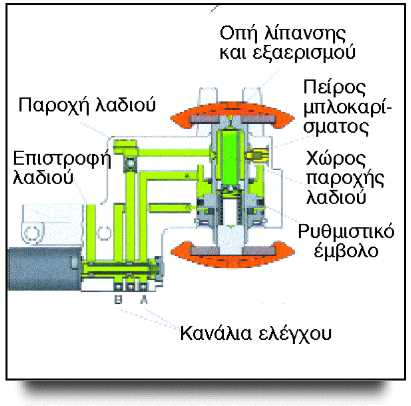 Οπή λίπανσης
και εξαερισμού
Παροχή λαδιού
Πείρος
μπλοκαρί-
σματος
Επιστροφή
λαδιού
Χώρος
παροχής
λαδιού
Ρυθμιστικό
έμβολο
B A
Κανάλια ελέγχου